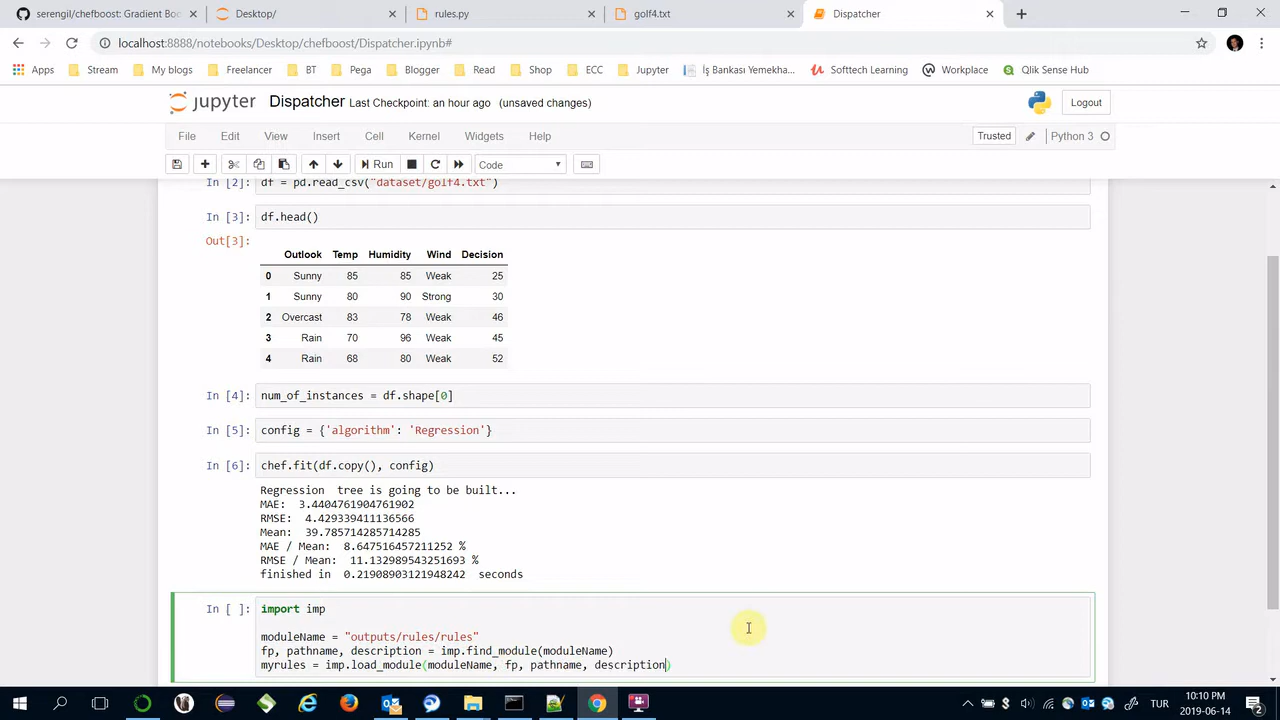 serengil/chefboost: Gradient Boo
Desktop/
rules.py
golf4.txt
Dispatcher
localhost:8888/notebooks/Desktop/chefboost/Dispatcher.ipynb#
Apps Stream My blogs Freelancer BT Pega Blogger Read Shop ECC Jupyter İş Bankası Yemekha... Softtech Learning Workplace Qlik Sense Hub
jupyter Dispatcher Last Checkpoint: an hour ago (unsaved changes) Logout
File Edit View Insert Cell Kernel Widgets Help Trusted Python 3
Run Code
In [2]: df = pd.read_csv("dataset/golf4.txt")
In [3]: df.head()
Out[3]:
Outlook Temp Humidity Wind Decision
0 Sunny 85 85 Weak 25
1 Sunny 80 90 Strong 30
2 Overcast 83 78 Weak 46
3 Rain 70 96 Weak 45
4 Rain 68 80 Weak 52
In [4]: num_of_instances = df.shape[0]
In [5]: config = {'algorithm': 'Regression'}
In [6]: chef.fit(df.copy(), config)
Regression tree is going to be built...
MAE: 3.4404761904761902
RMSE: 4.429339411136566
Mean: 39.785714285714285
MAE / Mean: 8.647516457211252 %
RMSE / Mean: 11.132989543251693 %
finished in 0.21908903121948242 seconds
In [ ]: import imp
moduleName = "outputs/rules/rules"
fp, pathname, description = imp.find_module(moduleName)
myrules = imp.load_module(moduleName, fp, pathname, description)
TUR
10:10 PM
2019-06-14
2